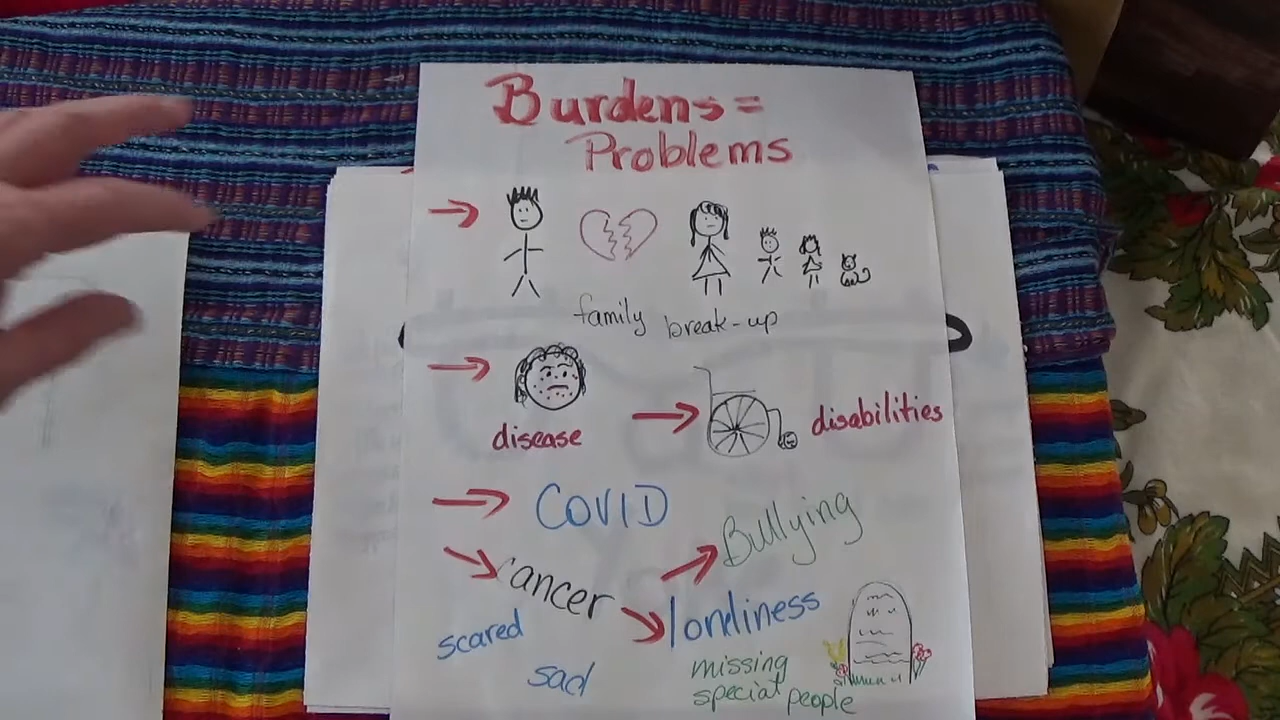 Burdens =
Problems
family break-up
disease
disabilities
COVID
Bullying
cancer
loneliness
scared
sad
missing
special people